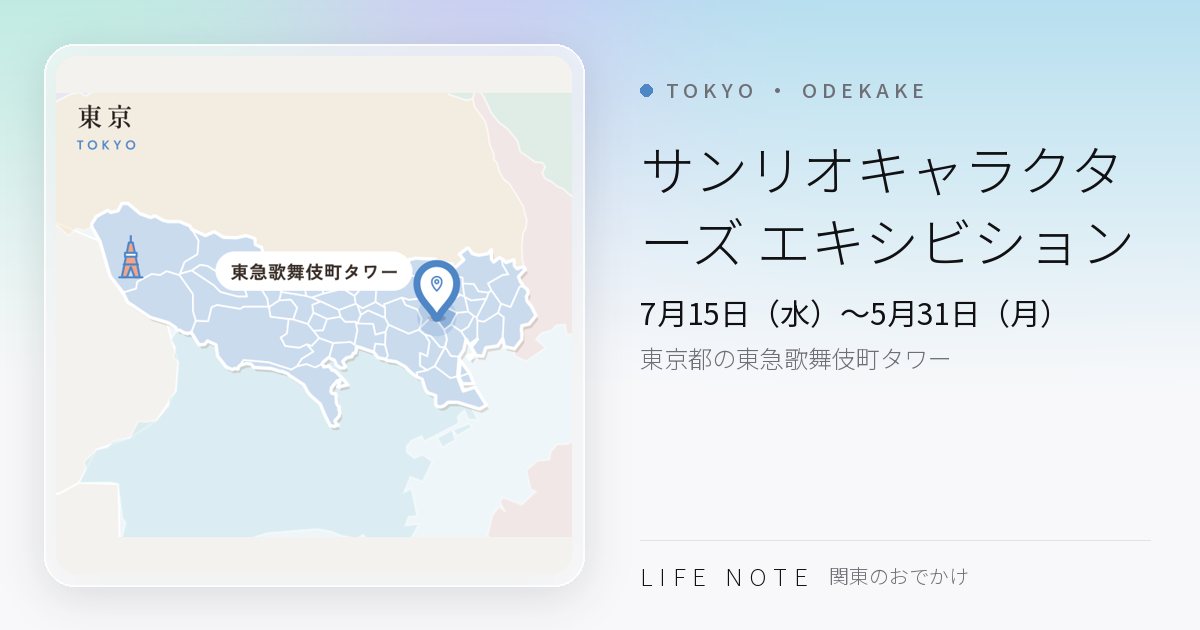 東京
TOKYO
東急歌舞伎町タワー
TOKYO • ODEKAKE
サンリオキャラクタ
ーズ エキシビション
7月15日（水）〜5月31日（月）
東京都の東急歌舞伎町タワー
LIFE NOTE 関東のおでかけ